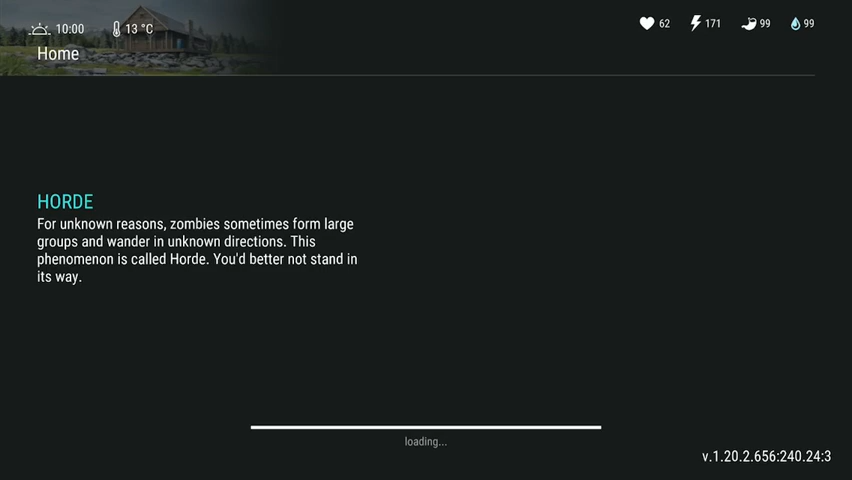 10:00 13 °C 62 171 99 99
Home
HORDE
For unknown reasons, zombies sometimes form large
groups and wander in unknown directions. This
phenomenon is called Horde. You'd better not stand in
its way.
loading...
v.1.20.2.656:240.24:3